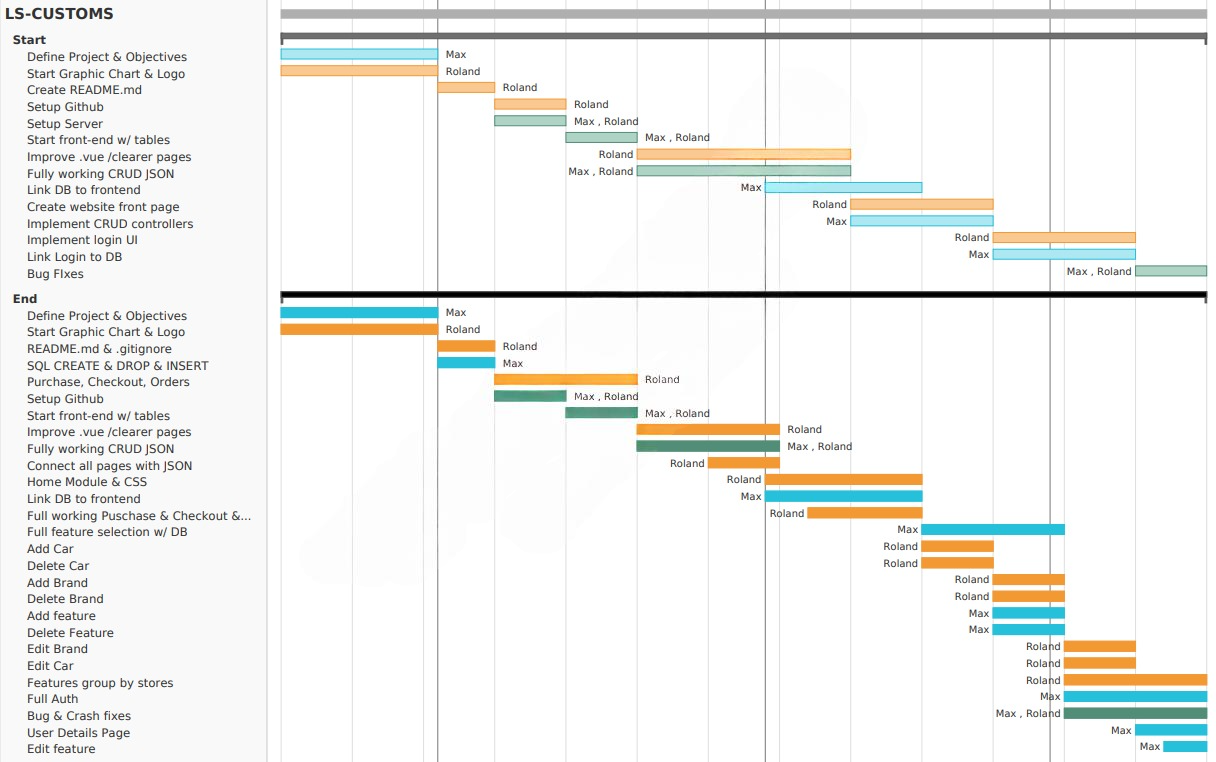 LS-CUSTOMS
Start
Define Project & Objectives Max
Start Graphic Chart & Logo Roland
Create README.md Roland
Setup Github Roland
Setup Server Max , Roland
Start front-end w/ tables Max , Roland
Improve .vue /clearer pages Roland
Fully working CRUD JSON Max , Roland
Link DB to frontend Max
Create website front page Roland
Implement CRUD controllers Max
Implement login UI Roland
Link Login to DB Max
Bug FIxes Max , Roland
End
Define Project & Objectives Max
Start Graphic Chart & Logo Roland
README.md & .gitignore Roland
SQL CREATE & DROP & INSERT Max
Purchase, Checkout, Orders Roland
Setup Github Max , Roland
Start front-end w/ tables Max , Roland
Improve .vue /clearer pages Roland
Fully working CRUD JSON Max , Roland
Connect all pages with JSON Roland
Home Module & CSS Roland
Link DB to frontend Max
Full working Puschase & Checkout &... Roland
Full feature selection w/ DB Max
Add Car Roland
Delete Car Roland
Add Brand Roland
Delete Brand Roland
Add feature Max
Delete Feature Max
Edit Brand Roland
Edit Car Roland
Features group by stores Roland
Full Auth Max
Bug & Crash fixes Max , Roland
User Details Page Max
Edit feature Max